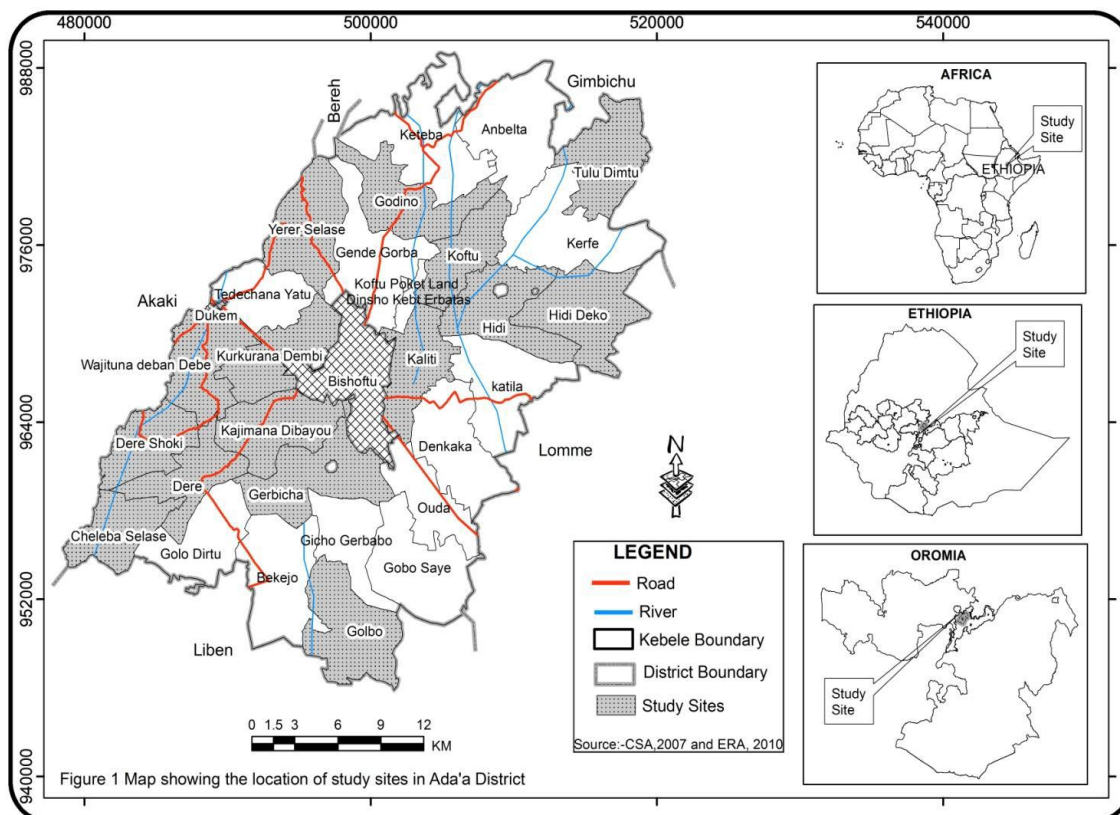 480000
500000
520000
540000
988000
976000
964000
952000
940000
Bereh
Gimbichu
Keteba
Anbelta
Tulu Dimtu
Godino
Yerer Selase
Kerfe
Gende Gorba
Koftu
Koftu Poket Land
Dinsho Kebt Erbatas
Tedechana Yatu
Akaki
Dukem
Hidi Deko
Hidi
Kurkurana Dembi
Kaliti
Wajituna deban Debe
Bishoftu
katila
Kajimana Dibayou
Dere Shoki
Denkaka
Lomme
Dere
Gerbicha
Ouda
Cheleba Selase
Gicho Gerbabo
Golo Dirtu
Gobo Saye
Bekejo
Golbo
Liben
N
0 1.5 3 6 9 12
KM
LEGEND
Road
River
Kebele Boundary
District Boundary
Study Sites
Source:-CSA,2007 and ERA, 2010
AFRICA
Study
Site
ETHIOPIA
ETHIOPIA
Study
Site
OROMIA
Study
Site
Figure 1 Map showing the location of study sites in Ada'a District